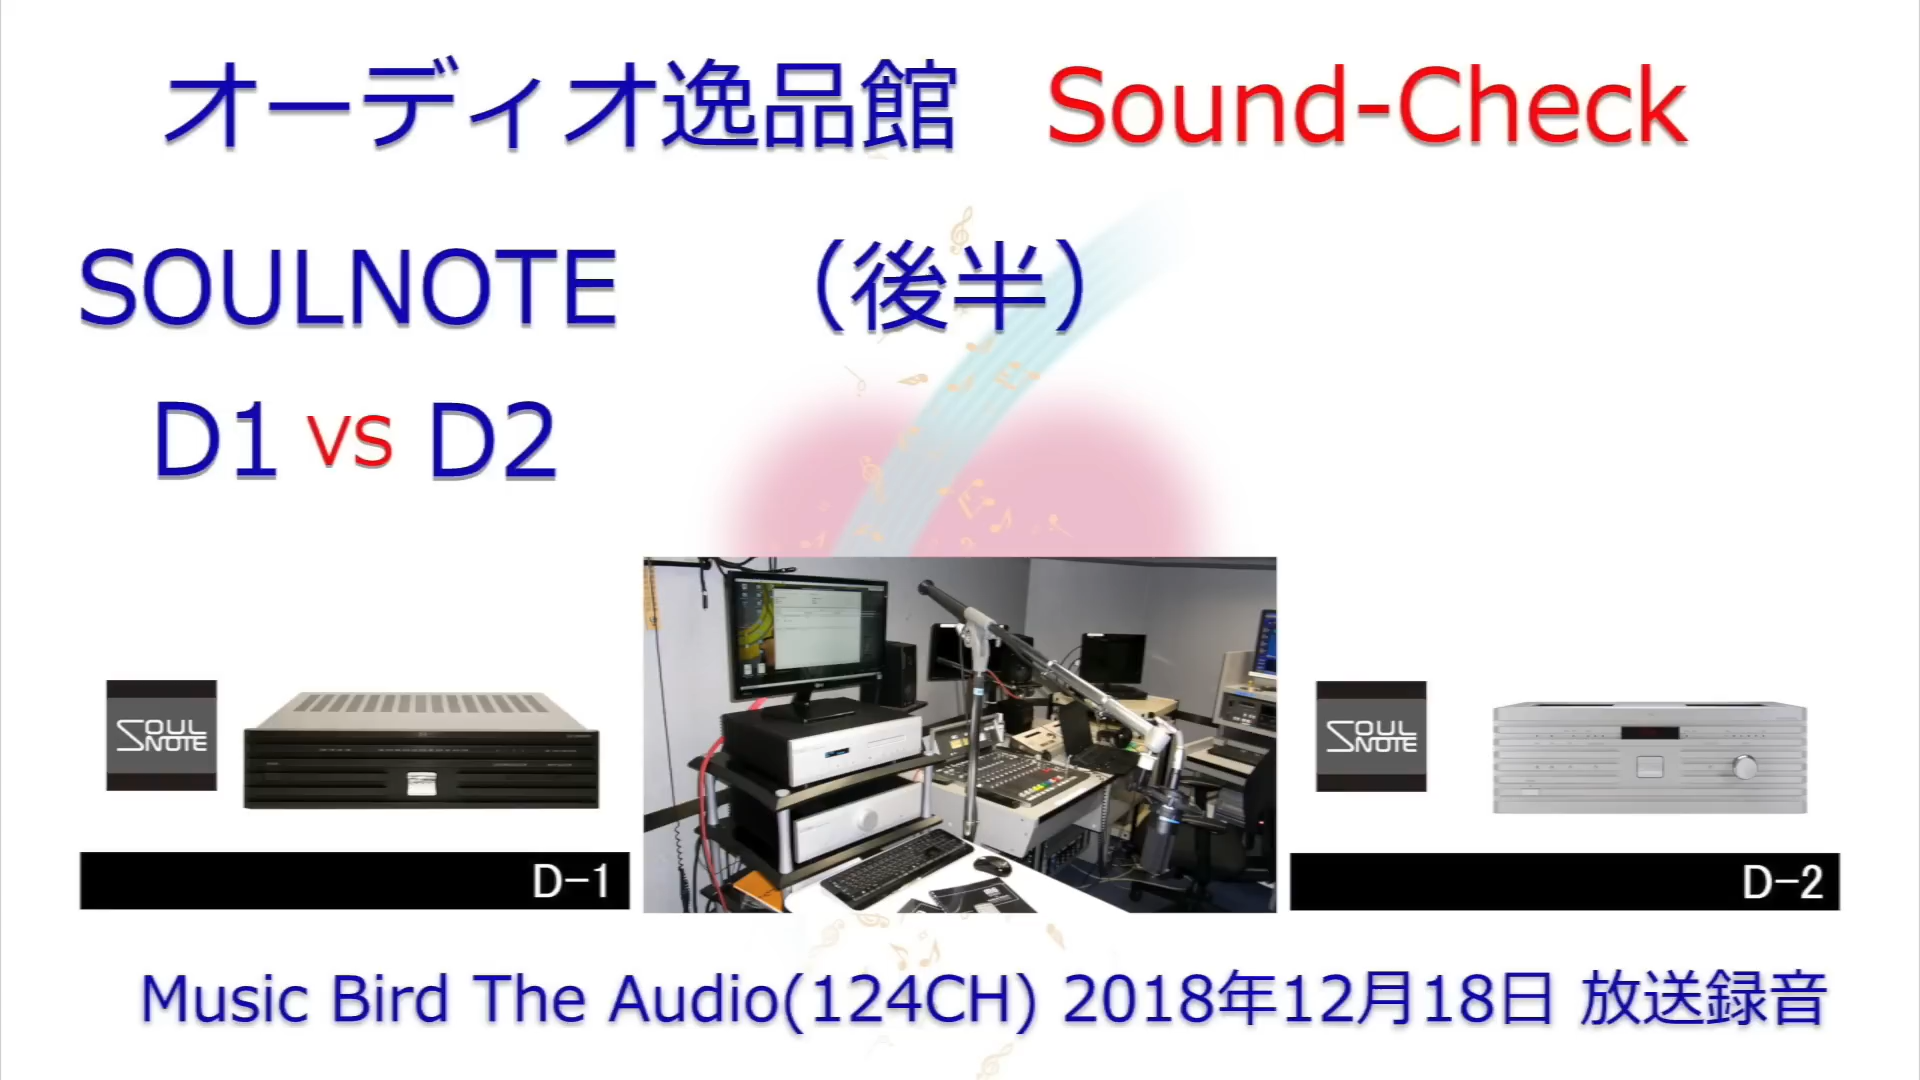 オーディオ逸品館 Sound-Check
SOULNOTE （後半）
D1 VS D2
SOUL NOTE
SOUL NOTE
D-1
D-2
Music Bird The Audio(124CH) 2018年12月18日 放送録音